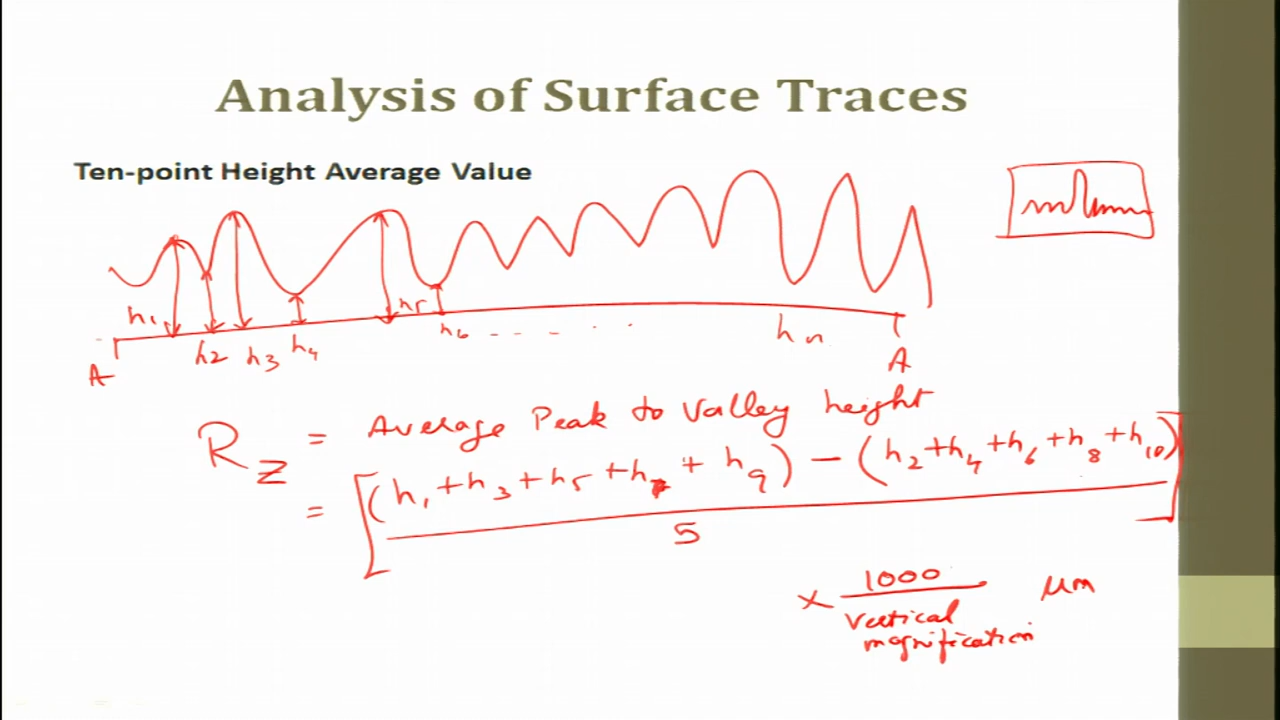 Analysis of Surface Traces
Ten-point Height Average Value
h1 h2 h3 h4 h5 h6 - - - - - - hn
A A
Rz = Average Peak to Valley height
= [(h1 + h3 + h5 + h7 + h9) - (h2 + h4 + h6 + h8 + h10)]
5
× 1000 μm
Vertical
magnification